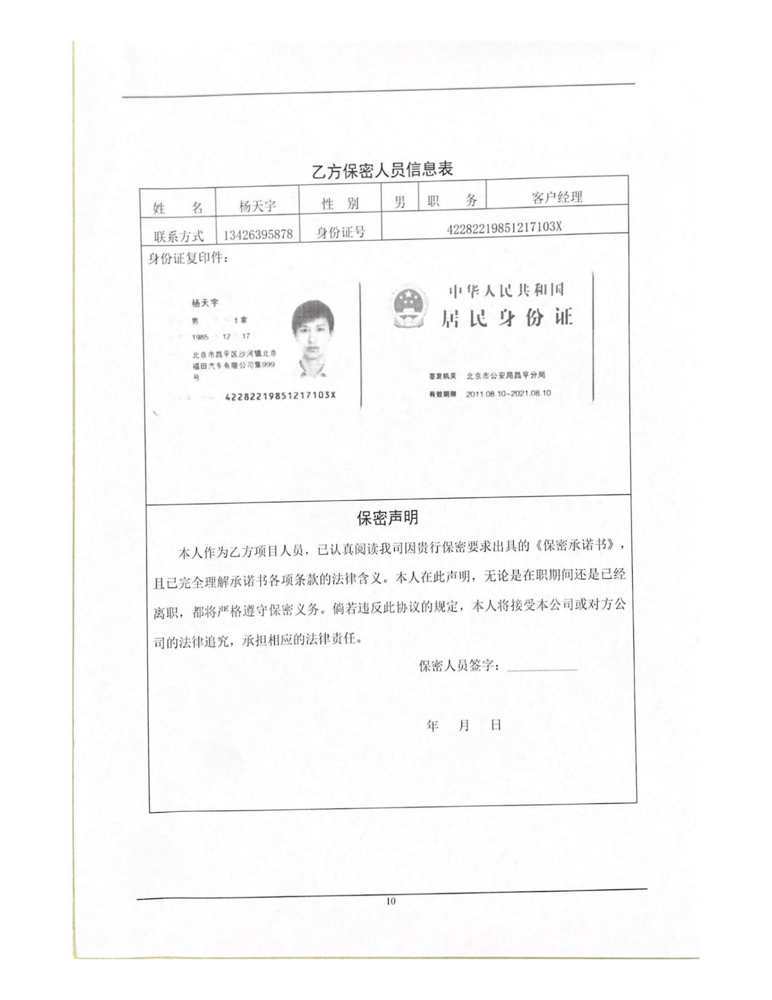 乙方保密人员信息表
姓 名 杨天宇 性 别 男 职 务 客户经理
联系方式 13426395878 身份证号 42282219851217103X
身份证复印件：
杨天宇
男 家
1985 12 17
北京市昌平区沙河镇北京
福田汽车有限公司集999
号
42282219851217103X
中华人民共和国
居民身份证
签发机关 北京市公安局昌平分局
有效期限 2011.08.10-2021.08.10
保密声明
本人作为乙方项目人员，已认真阅读我司因贵行保密要求出具的《保密承诺书》，
且已完全理解承诺书各项条款的法律含义。本人在此声明，无论是在职期间还是已经
离职，都将严格遵守保密义务。倘若违反此协议的规定，本人将接受本公司或对方公
司的法律追究，承担相应的法律责任。
保密人员签字：
年 月 日
10